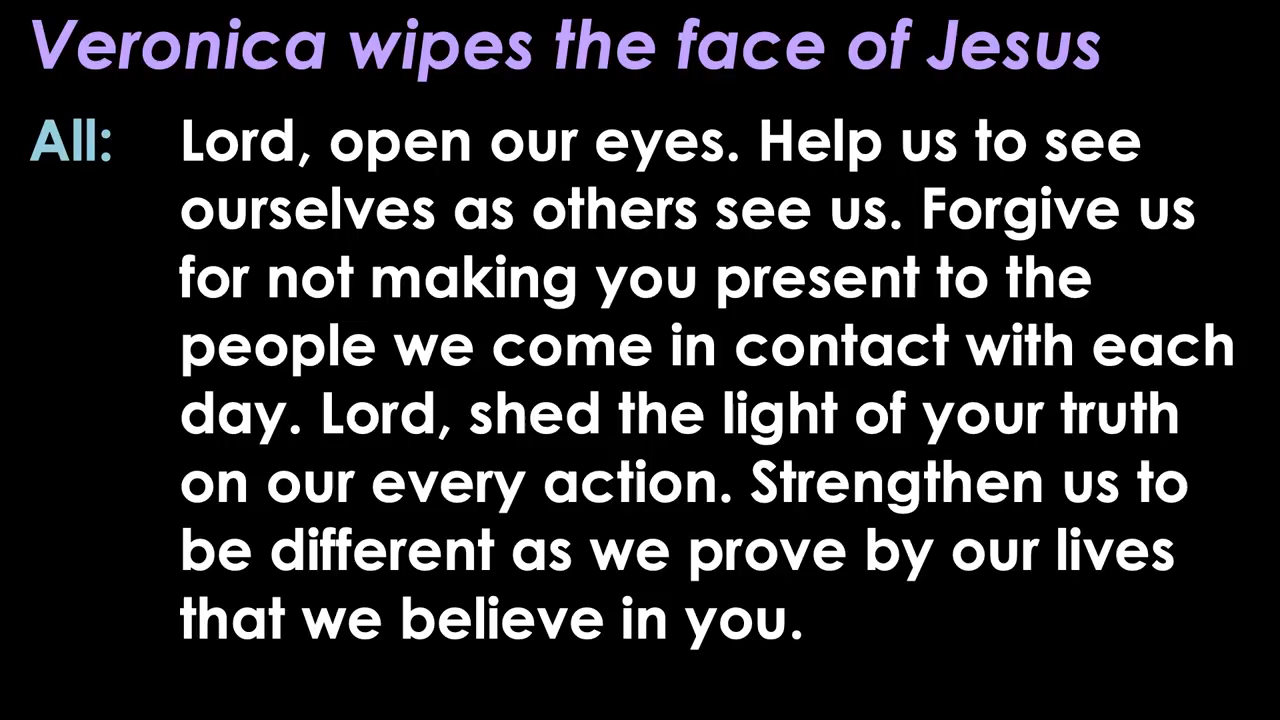 Veronica wipes the face of Jesus
All: Lord, open our eyes. Help us to see
ourselves as others see us. Forgive us
for not making you present to the
people we come in contact with each
day. Lord, shed the light of your truth
on our every action. Strengthen us to
be different as we prove by our lives
that we believe in you.